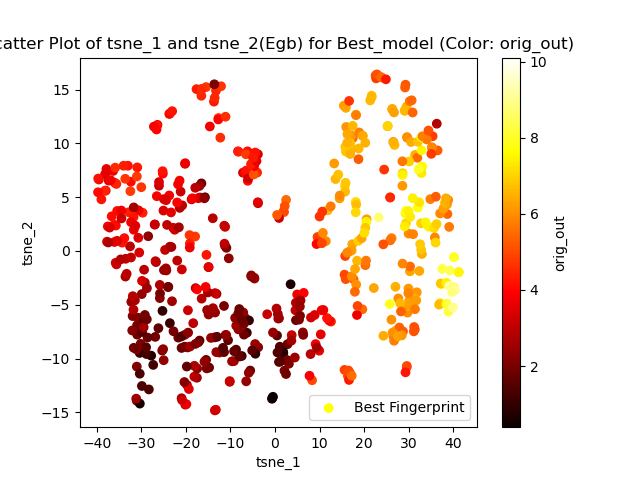 catter Plot of tsne_1 and tsne_2(Egb) for Best_model (Color: orig_out)
15
10
5
0
−5
−10
−15
tsne_2
−40 −30 −20 −10 0 10 20 30 40
tsne_1
Best Fingerprint
10
8
6
4
2
orig_out